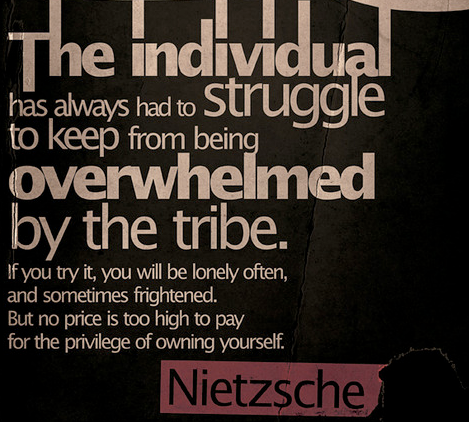 The individual
has always had to struggle
to keep from being
overwhelmed
by the tribe.
If you try it, you will be lonely often,
and sometimes frightened.
But no price is too high to pay
for the privilege of owning yourself.
Nietzsche